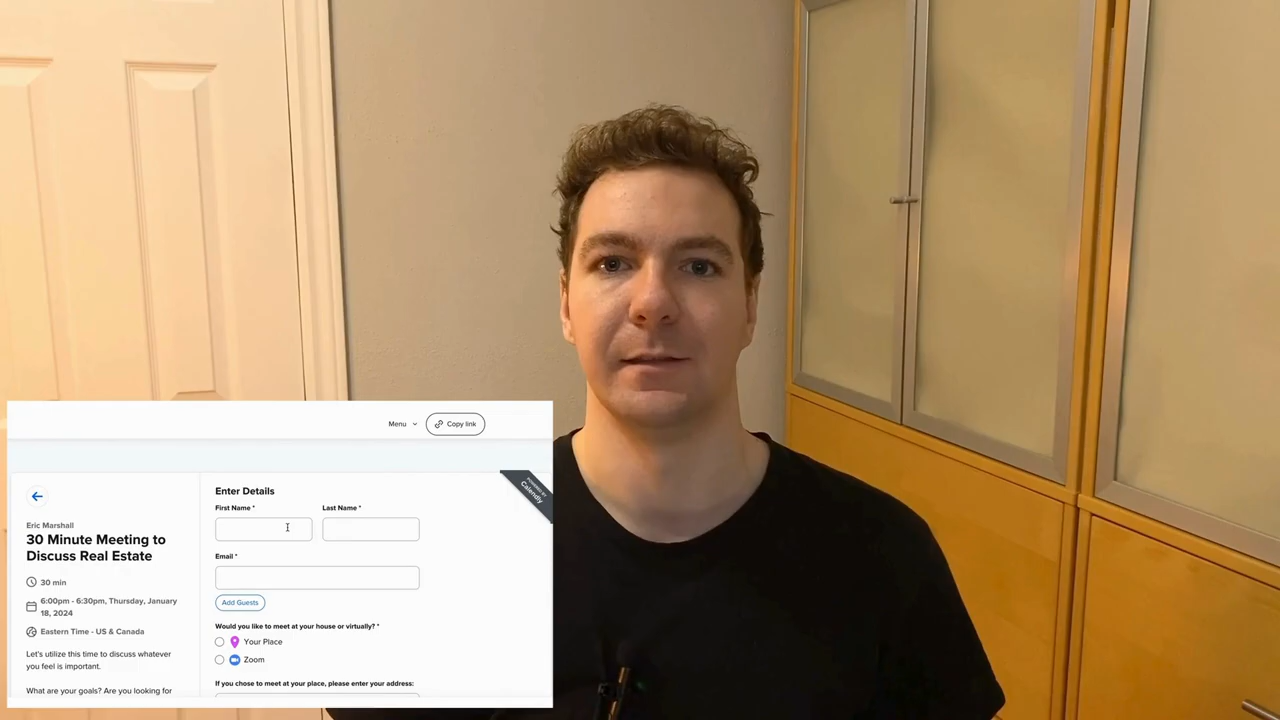 Menu
Copy link
POWERED BY
Calendly
Eric Marshall
30 Minute Meeting to
Discuss Real Estate
30 min
6:00pm - 6:30pm, Thursday, January
18, 2024
Eastern Time - US & Canada
Let's utilize this time to discuss whatever
you feel is important.
What are your goals? Are you looking for
Enter Details
First Name * Last Name *
Email *
Add Guests
Would you like to meet at your house or virtually? *
Your Place
Zoom
If you chose to meet at your place, please enter your address: